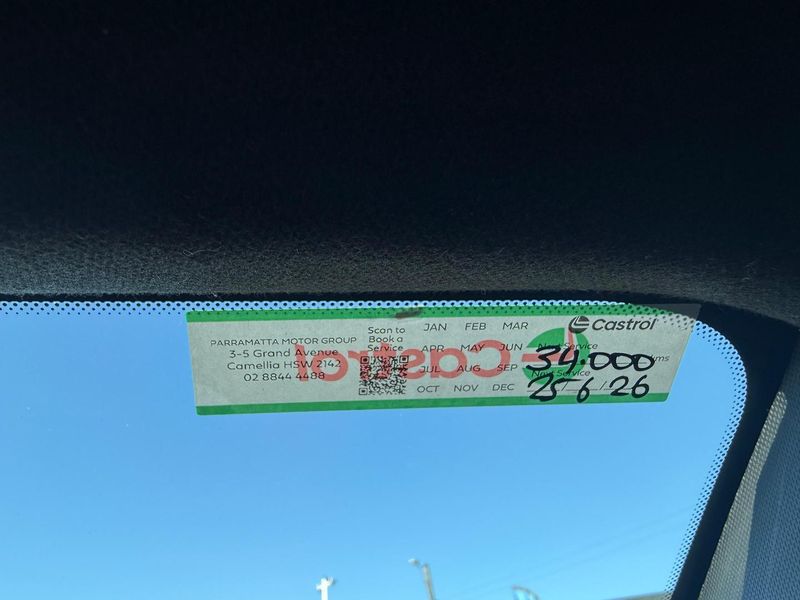 PARRAMATTA MOTOR GROUP
3-5 Grand Avenue
Camellia HSW 2142
02 8844 4488
Scan to
Book a
Service
JAN FEB MAR
APR MAY JUN
JUL AUG SEP
OCT NOV DEC
Castrol
Next Service
34.000 kms
Next Service
25/6/26
Castrol